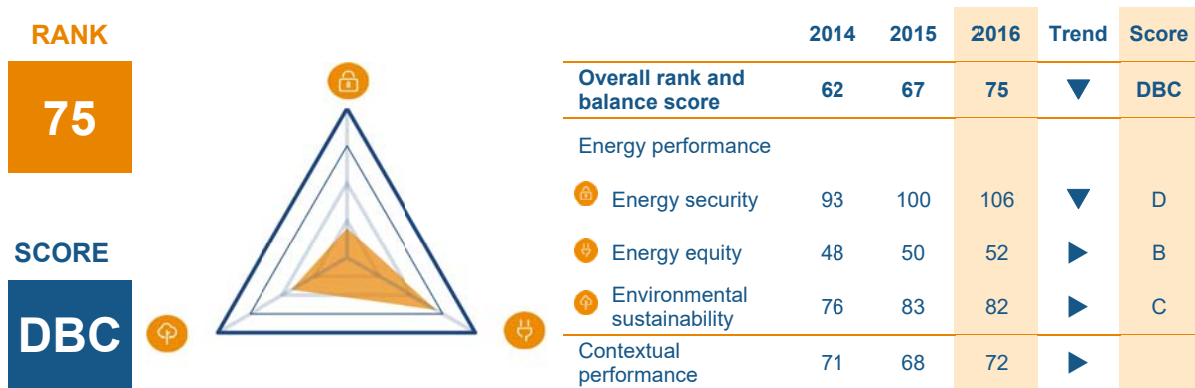 RANK
75
SCORE
DBC
2014 2015 2016 Trend Score
Overall rank and
balance score 62 67 75 ▼ DBC
Energy performance
Energy security 93 100 106 ▼ D
Energy equity 48 50 52 ► B
Environmental
sustainability 76 83 82 ► C
Contextual
performance 71 68 72 ►